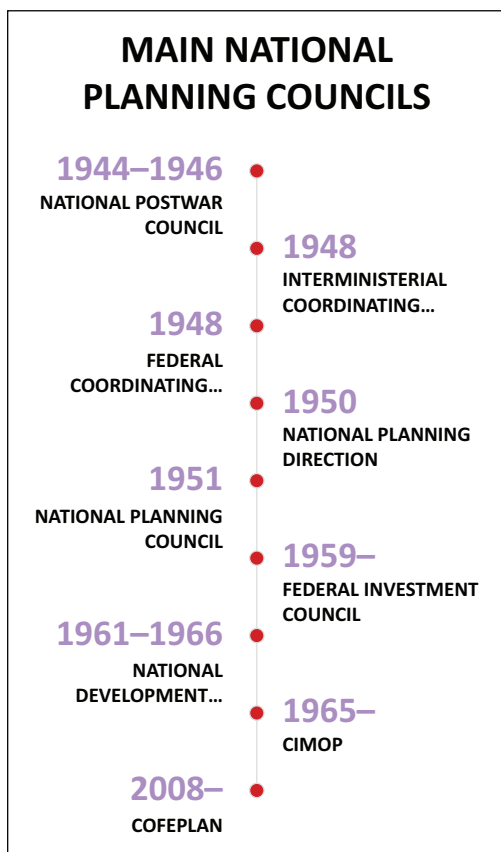 MAIN NATIONAL
PLANNING COUNCILS
1944–1946
NATIONAL POSTWAR
COUNCIL
1948
INTERMINISTERIAL
COORDINATING...
1948
FEDERAL
COORDINATING...
1950
NATIONAL PLANNING
DIRECTION
1951
NATIONAL PLANNING
COUNCIL
1959–
FEDERAL INVESTMENT
COUNCIL
1961–1966
NATIONAL
DEVELOPMENT...
1965–
CIMOP
2008–
COFEPLAN